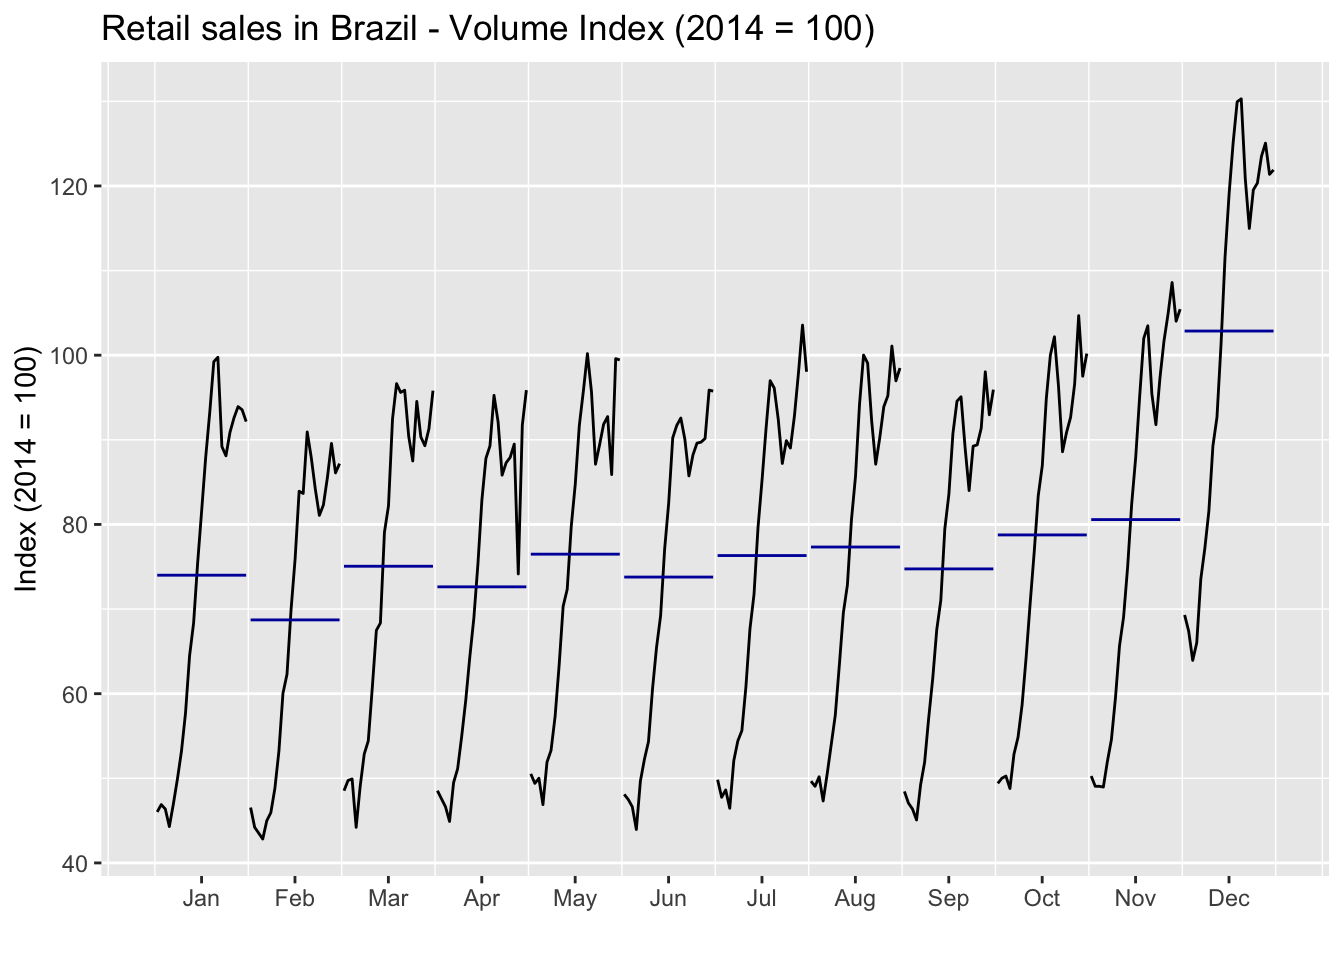 Retail sales in Brazil - Volume Index (2014 = 100)
Index (2014 = 100)
120
100
80
60
40
Jan Feb Mar Apr May Jun Jul Aug Sep Oct Nov Dec